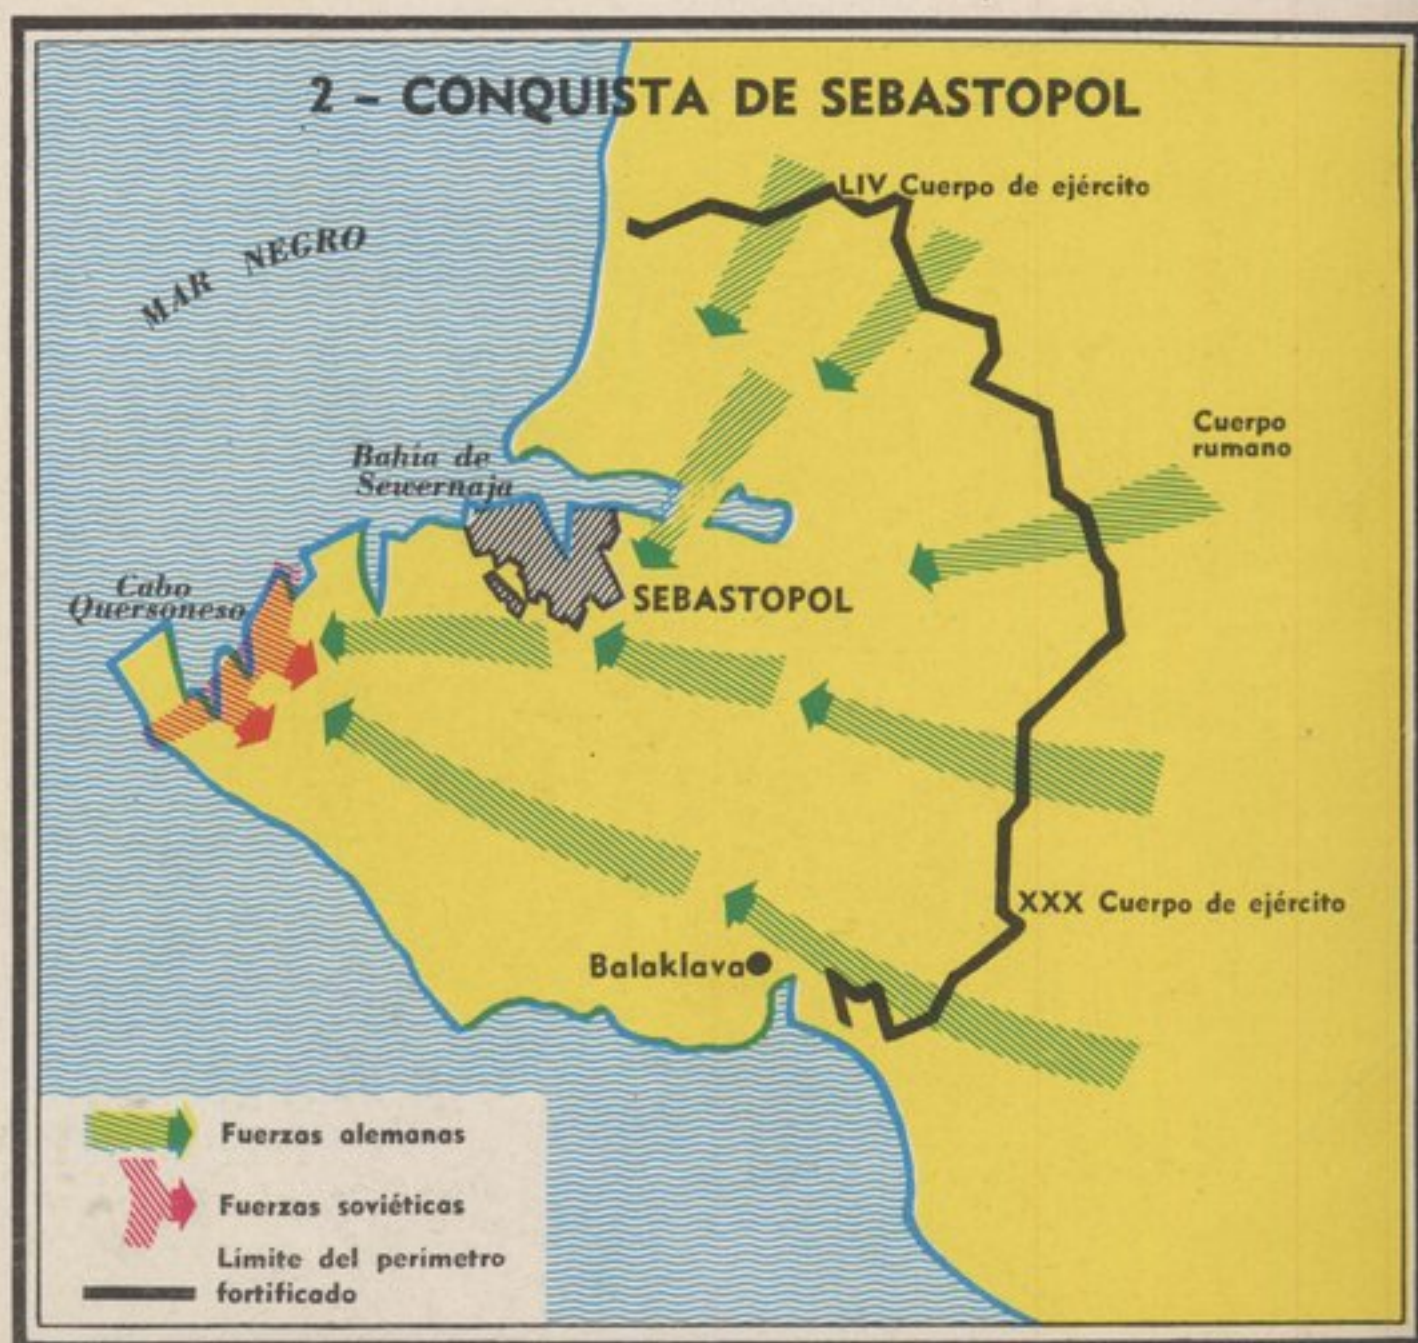 2 – CONQUISTA DE SEBASTOPOL
LIV Cuerpo de ejército
MAR NEGRO
Cuerpo
rumano
Bahía de
Sewernaja
Cabo
Quersoneso
SEBASTOPOL
XXX Cuerpo de ejército
Balaklava
Fuerzas alemanas
Fuerzas soviéticas
Límite del perímetro
fortificado